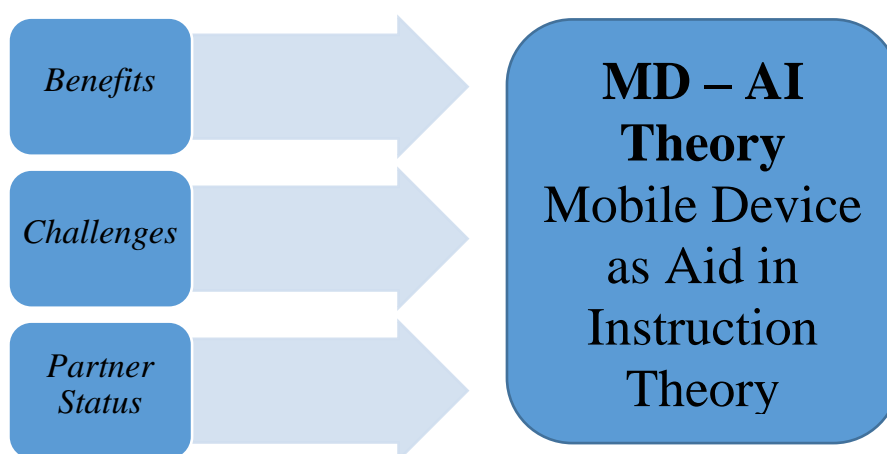 Benefits
Challenges
Partner
Status
MD – AI
Theory
Mobile Device
as Aid in
Instruction
Theory